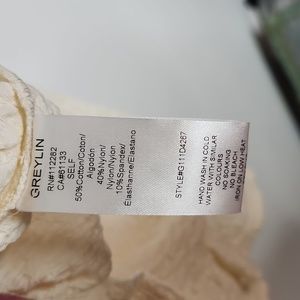 GREYLIN
RN#112282
CA#61133
SELF
50%Cotton/Coton/
Algodón
40%Nylon/
Nylon/Nylon
10%Spandex/
Élasthanne/Elastano
STYLE#G111D4267
HAND WASH IN COLD
WATER WITH SIMILAR
COLOURS
NO SOAKING
NO BLEACH
IRON ON LOW HEAT